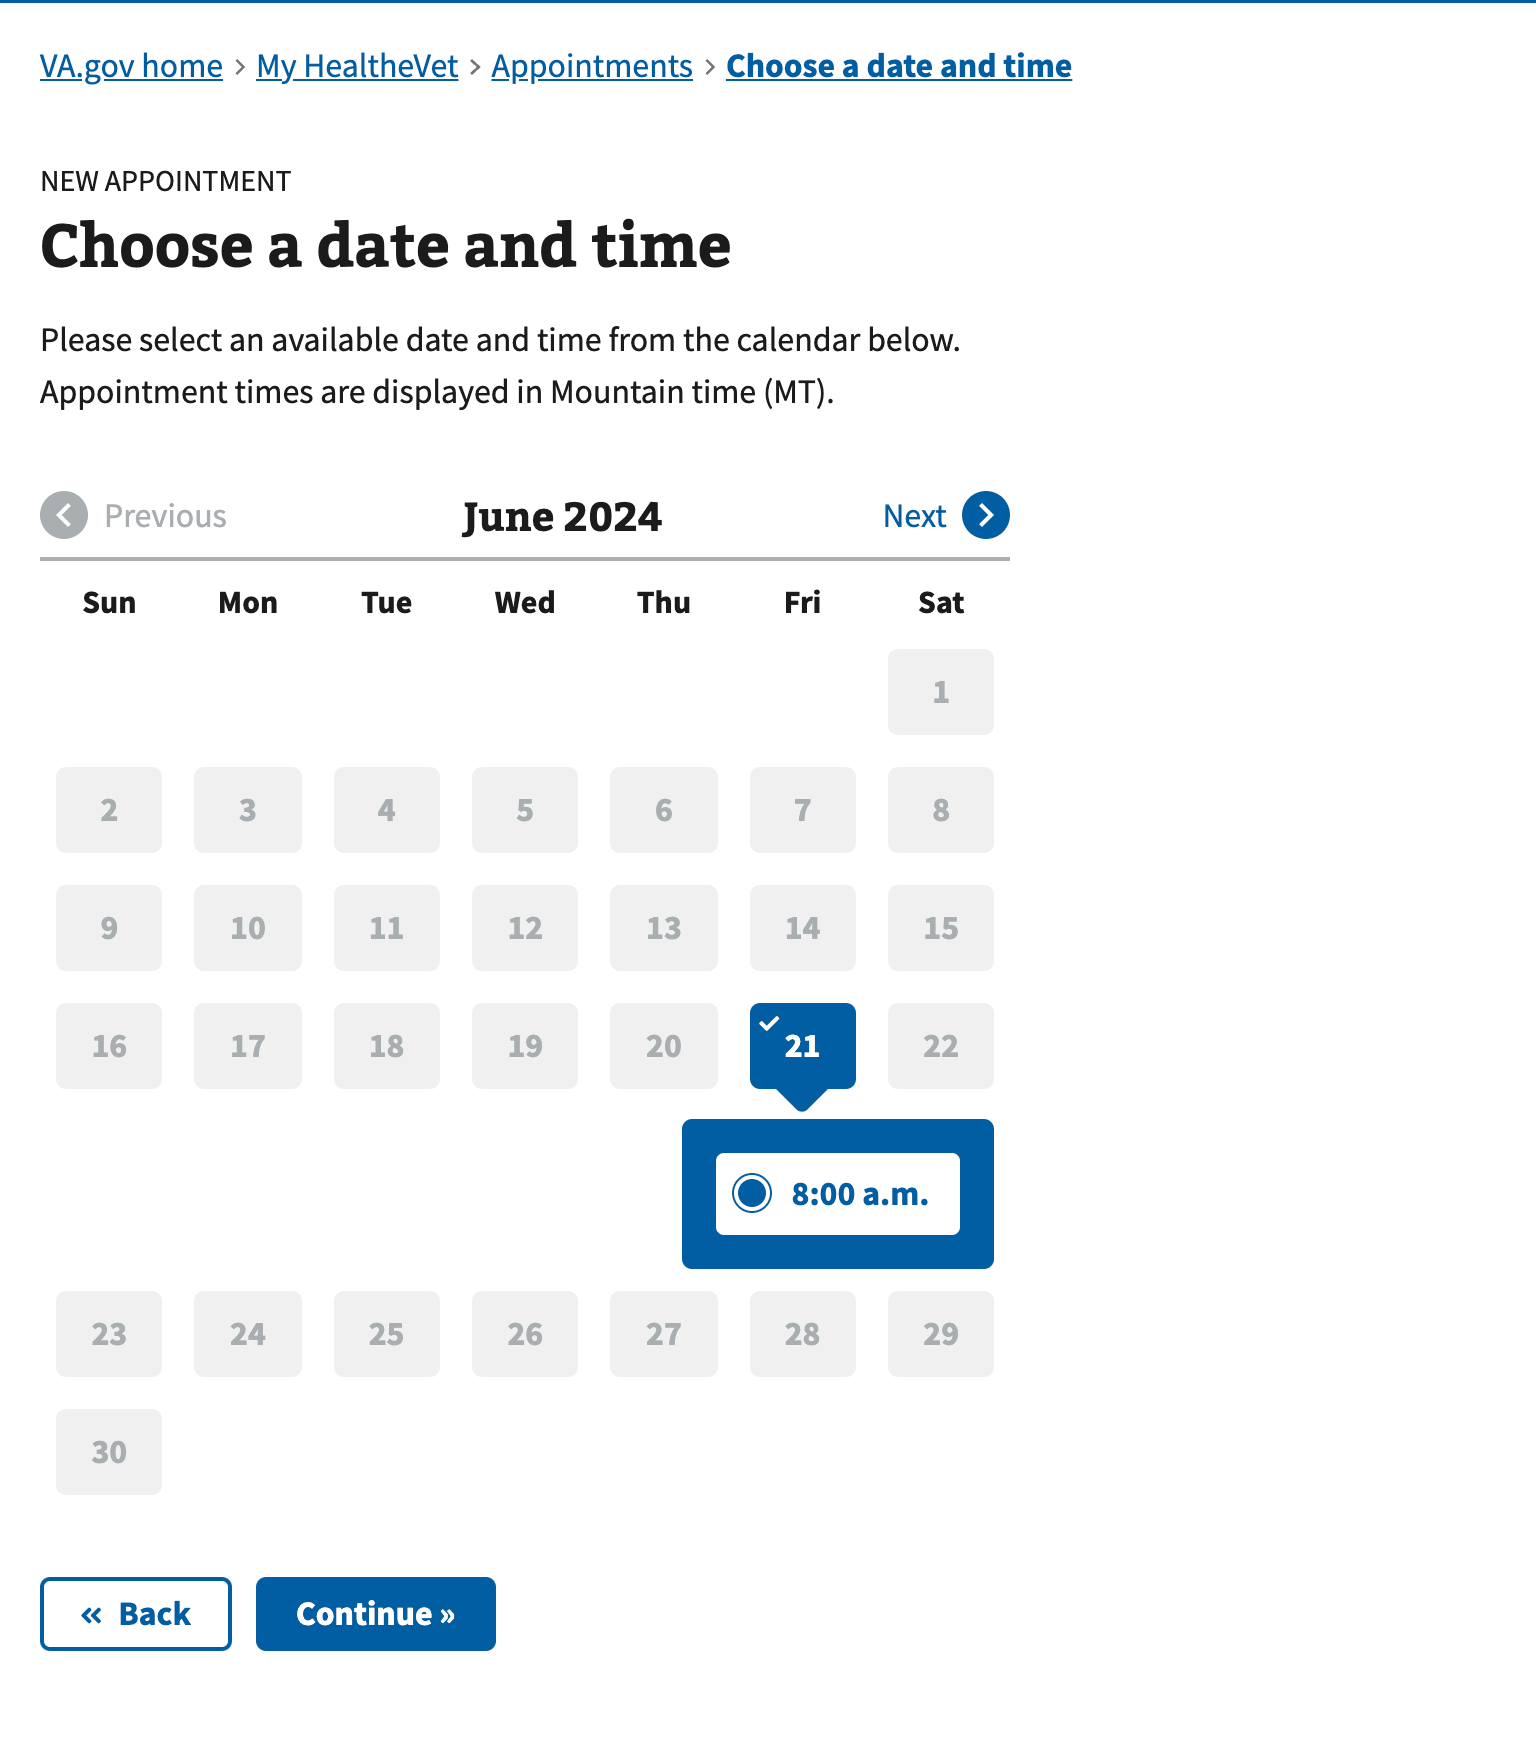 VA.gov home › My HealtheVet › Appointments › Choose a date and time
NEW APPOINTMENT
Choose a date and time
Please select an available date and time from the calendar below.
Appointment times are displayed in Mountain time (MT).
Previous June 2024 Next
Sun Mon Tue Wed Thu Fri Sat
1
2 3 4 5 6 7 8
9 10 11 12 13 14 15
16 17 18 19 20 21 22
8:00 a.m.
23 24 25 26 27 28 29
30
« Back Continue »